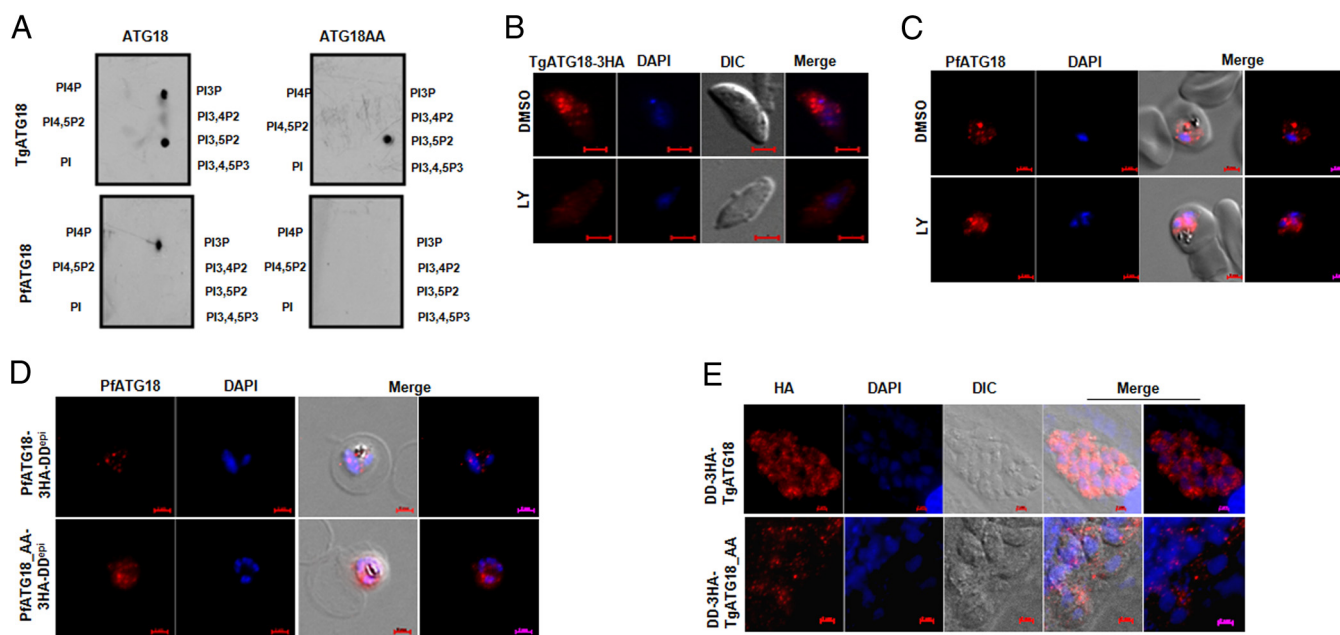 A
ATG18
ATG18AA
TgATG18
PI4P
PI4,5P2
PI
PI3P
PI3,4P2
PI3,5P2
PI3,4,5P3
PI4P
PI4,5P2
PI
PI3P
PI3,4P2
PI3,5P2
PI3,4,5P3
PfATG18
PI4P
PI4,5P2
PI
PI3P
PI3,4P2
PI3,5P2
PI3,4,5P3
PI4P
PI4,5P2
PI
PI3P
PI3,4P2
PI3,5P2
PI3,4,5P3
B
TgATG18-3HA
DAPI
DIC
Merge
DMSO
LY
C
PfATG18
DAPI
Merge
DMSO
LY
D
PfATG18
DAPI
Merge
PfATG18-
3HA-DDepi
PfATG18_AA-
3HA-DDepi
E
HA
DAPI
DIC
Merge
DD-3HA-
TgATG18
DD-3HA-
TgATG18_AA